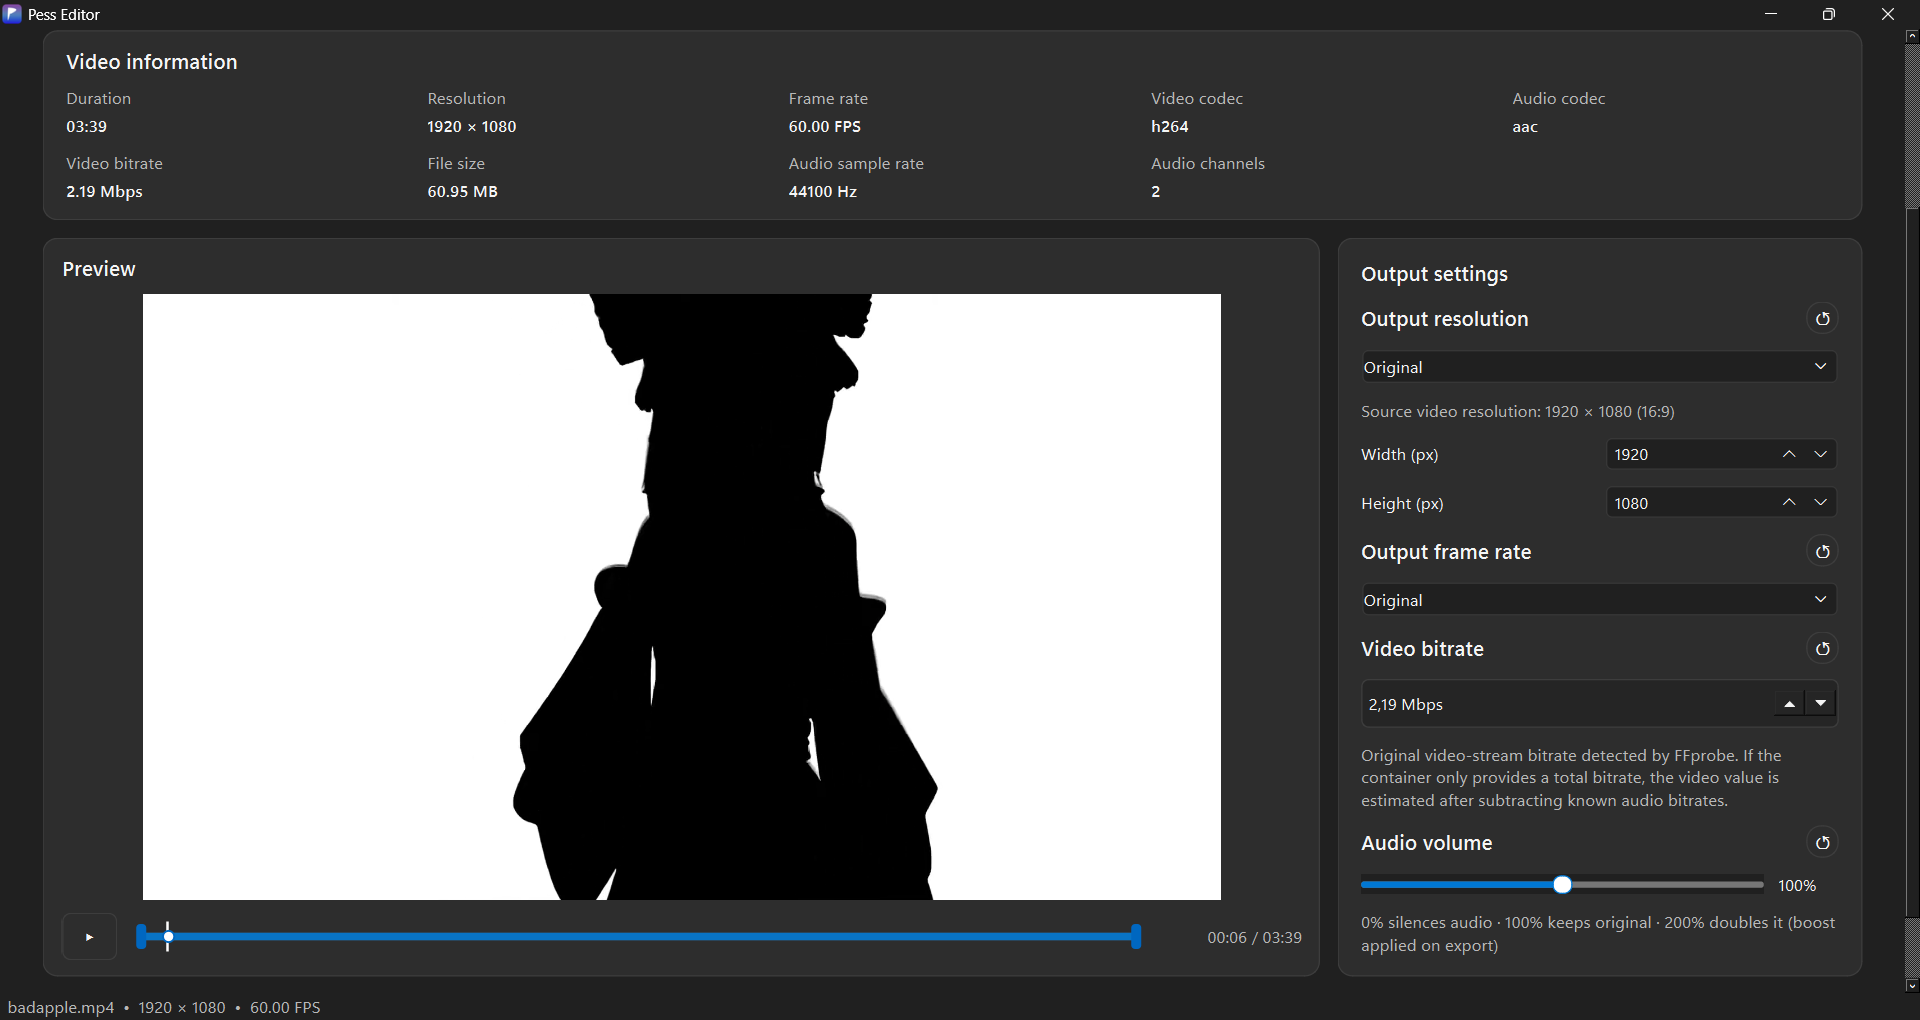 Pess Editor
Video information
Duration
03:39
Resolution
1920 × 1080
Frame rate
60.00 FPS
Video codec
h264
Audio codec
aac
Video bitrate
2.19 Mbps
File size
60.95 MB
Audio sample rate
44100 Hz
Audio channels
2
Preview
00:06 / 03:39
Output settings
Output resolution
Original
Source video resolution: 1920 × 1080 (16:9)
Width (px)
1920
Height (px)
1080
Output frame rate
Original
Video bitrate
2,19 Mbps
Original video-stream bitrate detected by FFprobe. If the
container only provides a total bitrate, the video value is
estimated after subtracting known audio bitrates.
Audio volume
100%
0% silences audio · 100% keeps original · 200% doubles it (boost
applied on export)
badapple.mp4 • 1920 × 1080 • 60.00 FPS